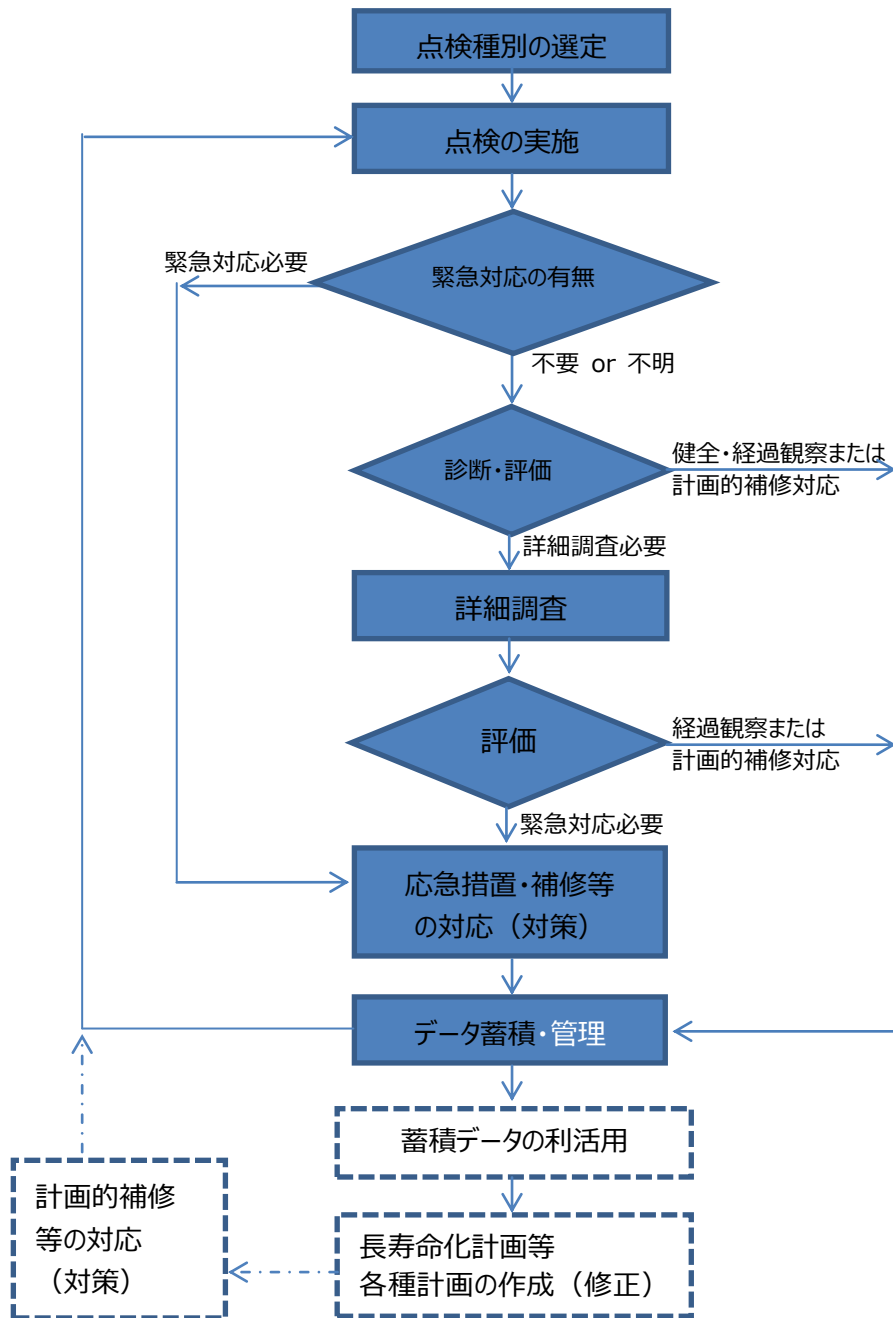 点検種別の選定
点検の実施
緊急対応必要
緊急対応の有無
不要 or 不明
診断・評価
健全・経過観察または
計画的補修対応
詳細調査必要
詳細調査
評価
経過観察または
計画的補修対応
緊急対応必要
応急措置・補修等
の対応（対策）
データ蓄積・管理
蓄積データの利活用
計画的補修
等の対応
（対策）
長寿命化計画等
各種計画の作成（修正）